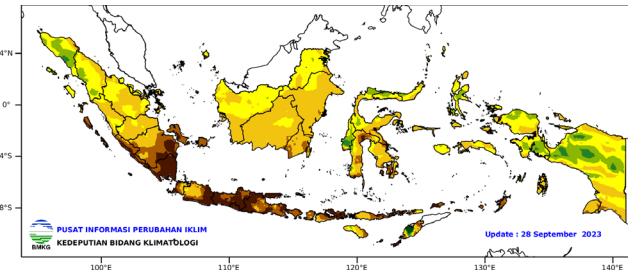 4°N
0°
4°S
8°S
PUSAT INFORMASI PERUBAHAN IKLIM
KEDEPUTIAN BIDANG KLIMATOLOGI
BMKG
Update : 28 September 2023
100°E
110°E
120°E
130°E
140°E